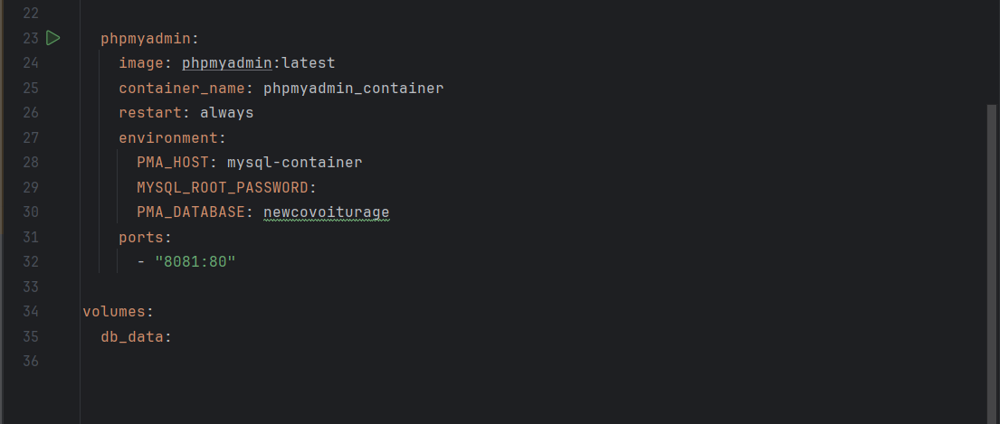 22
23 phpmyadmin:
24 image: phpmyadmin:latest
25 container_name: phpmyadmin_container
26 restart: always
27 environment:
28 PMA_HOST: mysql-container
29 MYSQL_ROOT_PASSWORD:
30 PMA_DATABASE: newcovoiturage
31 ports:
32 - "8081:80"
33
34 volumes:
35 db_data:
36